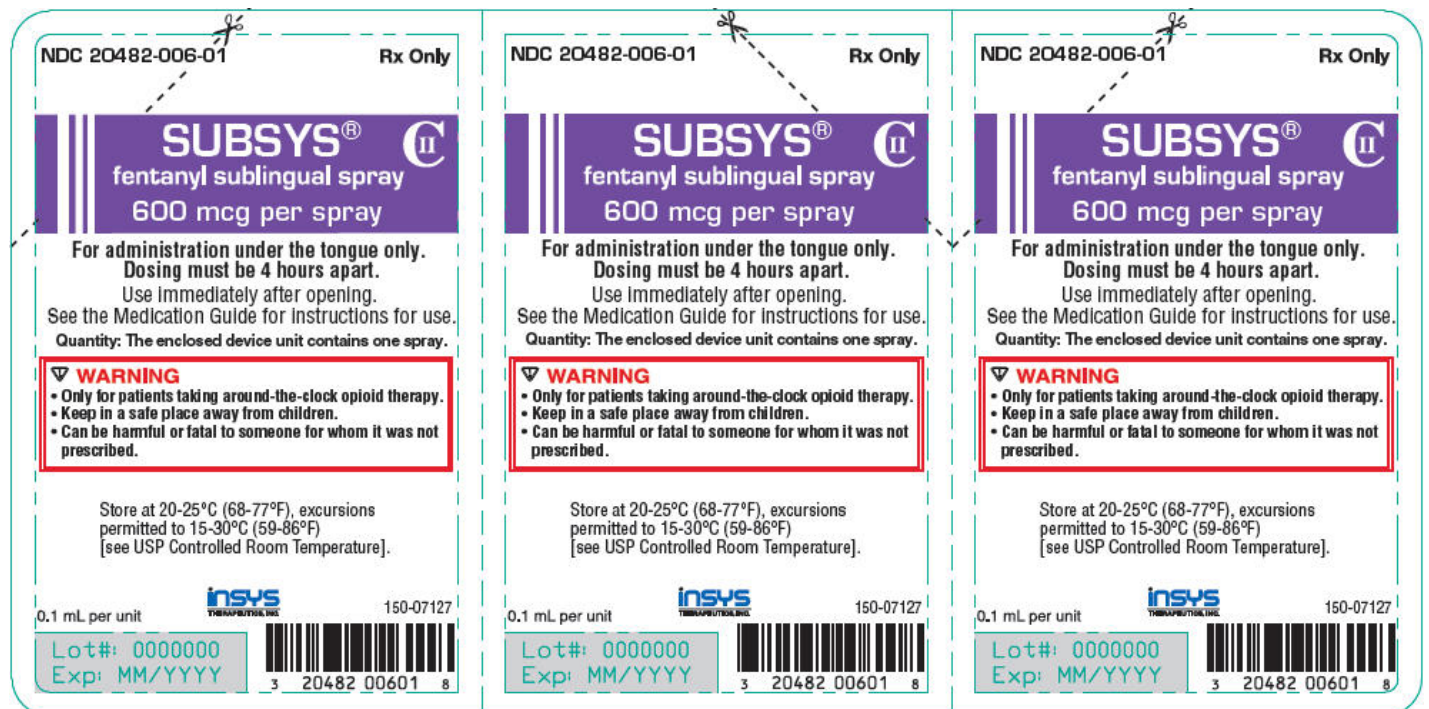 NDC 20482-006-01 Rx Only
SUBSYS® CII
fentanyl sublingual spray
600 mcg per spray
For administration under the tongue only.
Dosing must be 4 hours apart.
Use immediately after opening.
See the Medication Guide for instructions for use.
Quantity: The enclosed device unit contains one spray.
WARNING
• Only for patients taking around-the-clock opioid therapy.
• Keep in a safe place away from children.
• Can be harmful or fatal to someone for whom it was not
prescribed.
Store at 20-25°C (68-77°F), excursions
permitted to 15-30°C (59-86°F)
[see USP Controlled Room Temperature].
insys
THERAPEUTICS, INC.
0.1 mL per unit
150-07127
Lot#: 0000000
Exp: MM/YYYY
3 20482 00601 8
NDC 20482-006-01 Rx Only
SUBSYS® CII
fentanyl sublingual spray
600 mcg per spray
For administration under the tongue only.
Dosing must be 4 hours apart.
Use immediately after opening.
See the Medication Guide for instructions for use.
Quantity: The enclosed device unit contains one spray.
WARNING
• Only for patients taking around-the-clock opioid therapy.
• Keep in a safe place away from children.
• Can be harmful or fatal to someone for whom it was not
prescribed.
Store at 20-25°C (68-77°F), excursions
permitted to 15-30°C (59-86°F)
[see USP Controlled Room Temperature].
insys
THERAPEUTICS, INC.
0.1 mL per unit
150-07127
Lot#: 0000000
Exp: MM/YYYY
3 20482 00601 8
NDC 20482-006-01 Rx Only
SUBSYS® CII
fentanyl sublingual spray
600 mcg per spray
For administration under the tongue only.
Dosing must be 4 hours apart.
Use immediately after opening.
See the Medication Guide for instructions for use.
Quantity: The enclosed device unit contains one spray.
WARNING
• Only for patients taking around-the-clock opioid therapy.
• Keep in a safe place away from children.
• Can be harmful or fatal to someone for whom it was not
prescribed.
Store at 20-25°C (68-77°F), excursions
permitted to 15-30°C (59-86°F)
[see USP Controlled Room Temperature].
insys
THERAPEUTICS, INC.
0.1 mL per unit
150-07127
Lot#: 0000000
Exp: MM/YYYY
3 20482 00601 8